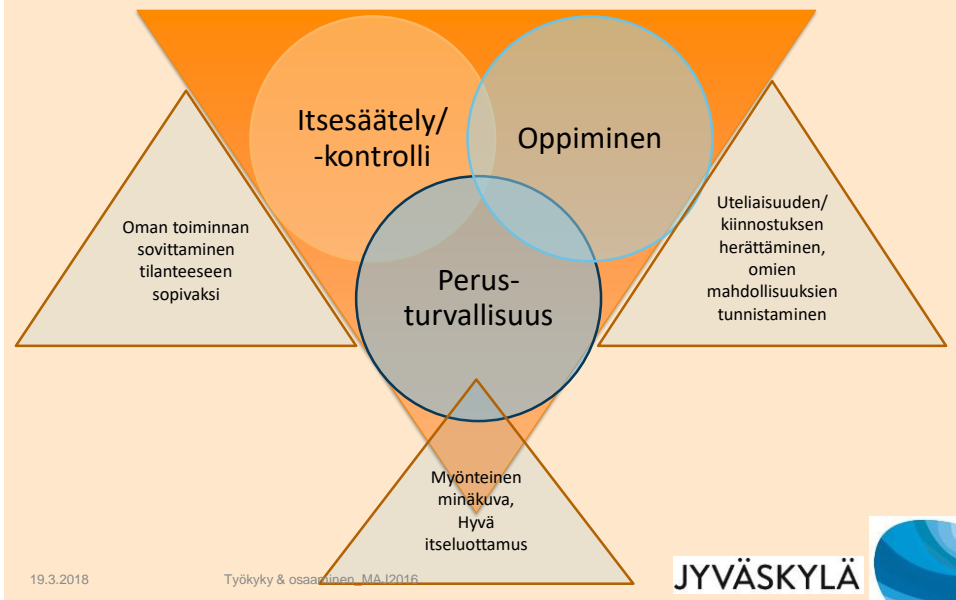 Itsesäätely/
-kontrolli
Oppiminen
Perus-
turvallisuus
Oman toiminnan
sovittaminen
tilanteeseen
sopivaksi
Uteliaisuuden/
kiinnostuksen
herättäminen,
omien
mahdollisuuksien
tunnistaminen
Myönteinen
minäkuva,
Hyvä
itseluottamus
19.3.2018
Työkyky & osaaminen_MAJ2016
JYVÄSKYLÄ